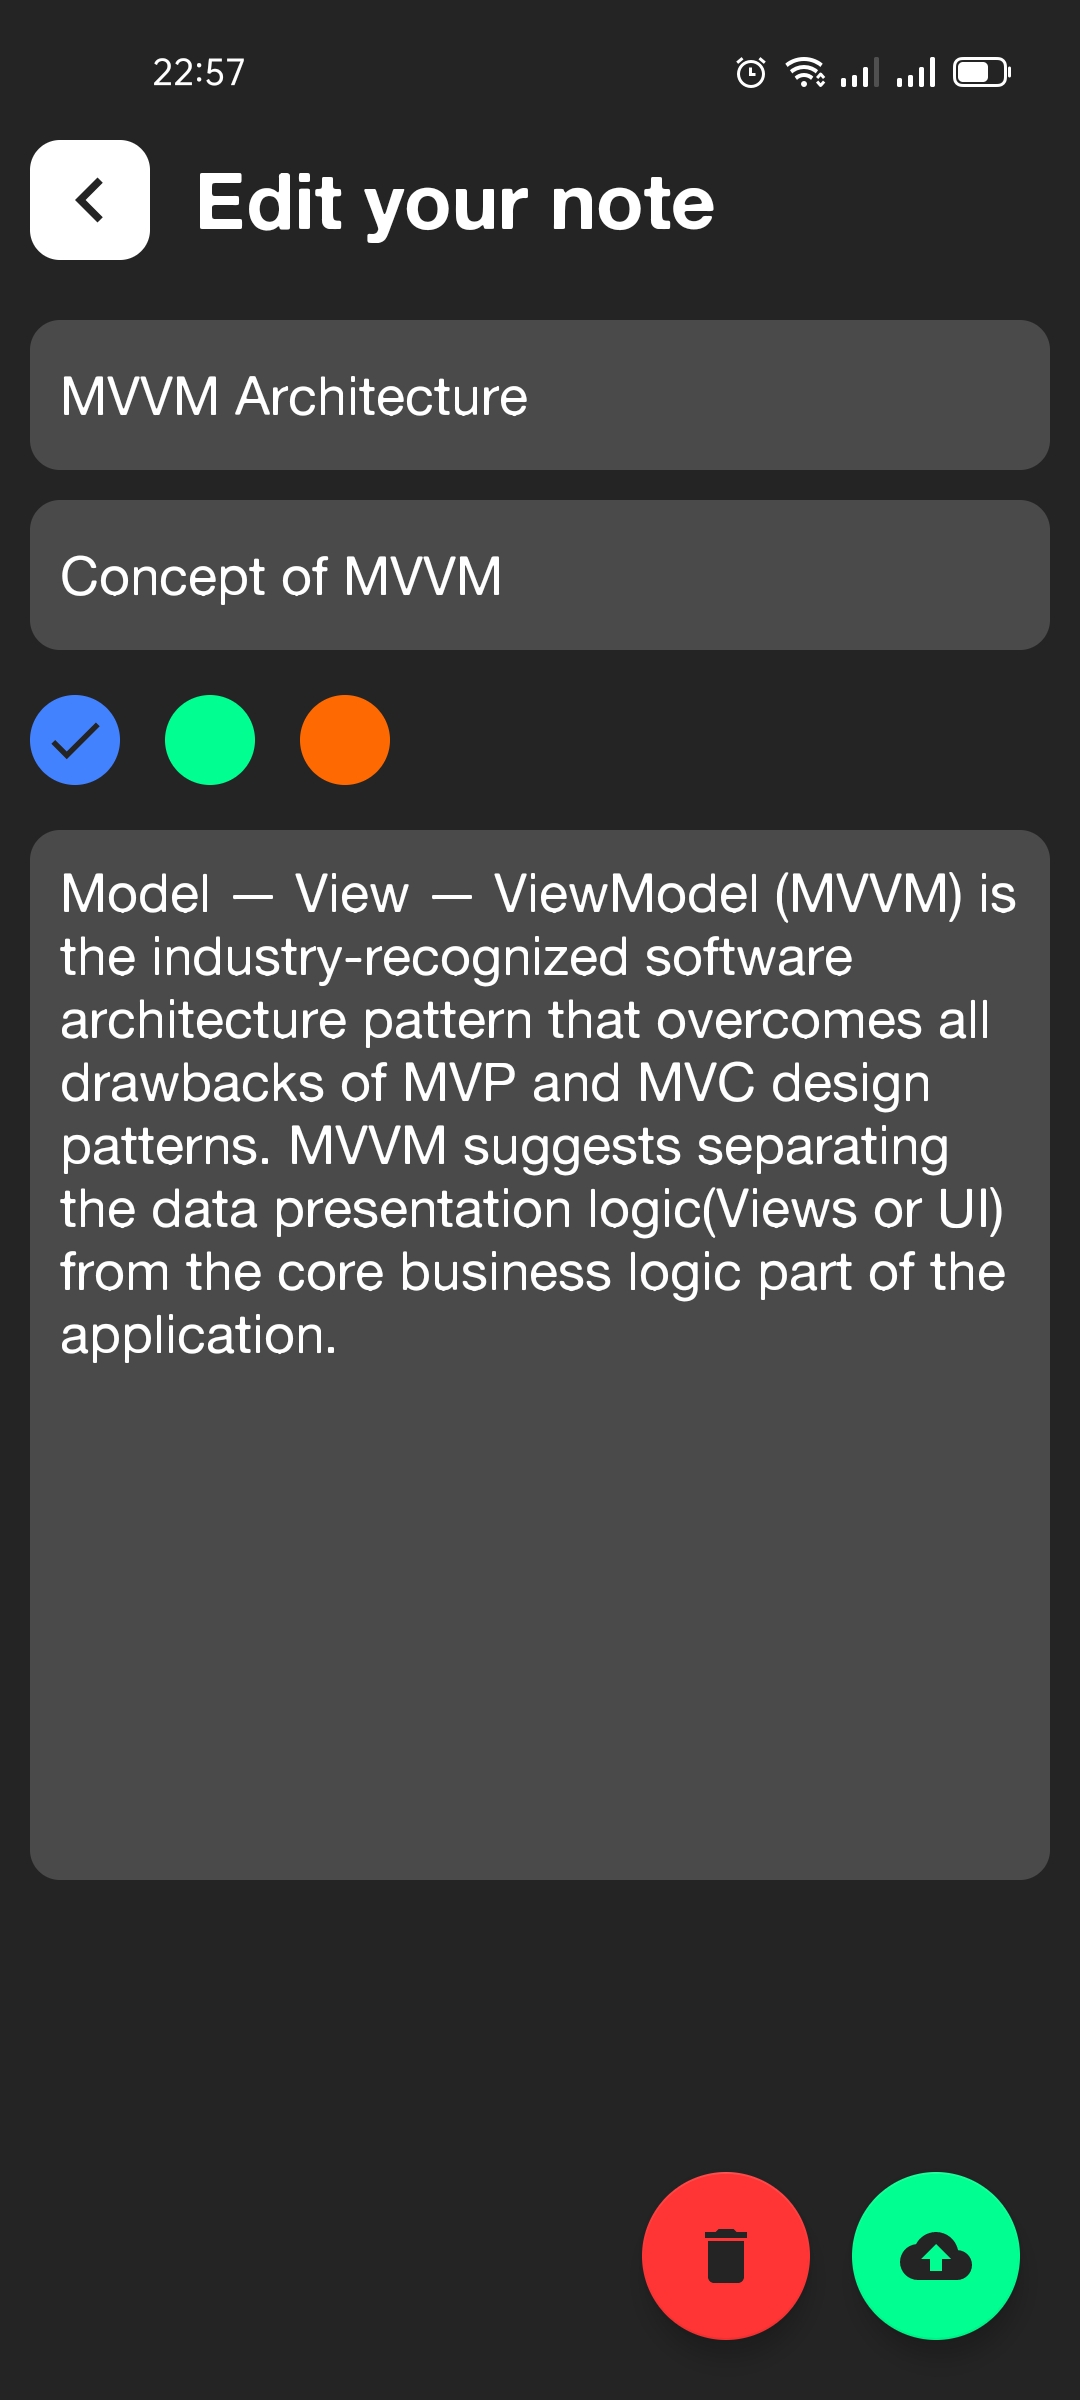 22:57
Edit your note
MVVM Architecture
Concept of MVVM
Model — View — ViewModel (MVVM) is
the industry-recognized software
architecture pattern that overcomes all
drawbacks of MVP and MVC design
patterns. MVVM suggests separating
the data presentation logic(Views or UI)
from the core business logic part of the
application.